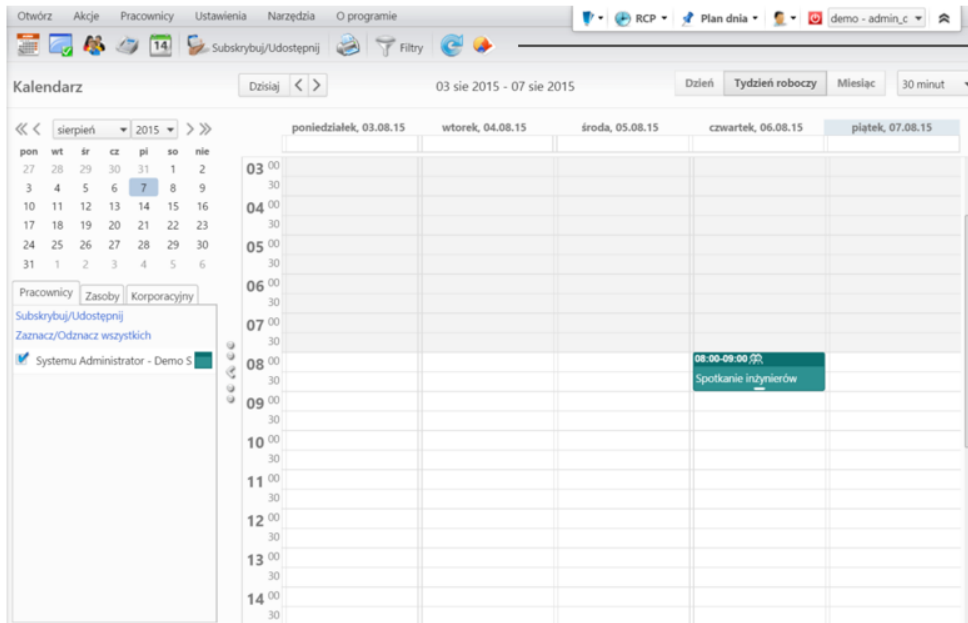 Otwórz Akcje Pracownicy Ustawienia Narzędzia O programie RCP Plan dnia demo - admin_c
14 Subskrybuj/Udostępnij Filtry
Kalendarz Dzisiaj 03 sie 2015 - 07 sie 2015 Dzień Tydzień roboczy Miesiąc 30 minut
sierpień 2015
pon wt śr cz pi so nie
27 28 29 30 31 1 2
3 4 5 6 7 8 9
10 11 12 13 14 15 16
17 18 19 20 21 22 23
24 25 26 27 28 29 30
31 1 2 3 4 5 6
Pracownicy Zasoby Korporacyjny
Subskrybuj/Udostępnij
Zaznacz/Odznacz wszystkich
Systemu Administrator - Demo S
poniedziałek, 03.08.15 wtorek, 04.08.15 środa, 05.08.15 czwartek, 06.08.15 piątek, 07.08.15
03 00
30
04 00
30
05 00
30
06 00
30
07 00
30
08 00
30
09 00
30
10 00
30
11 00
30
12 00
30
13 00
30
14 00
30
08:00-09:00
Spotkanie inżynierów